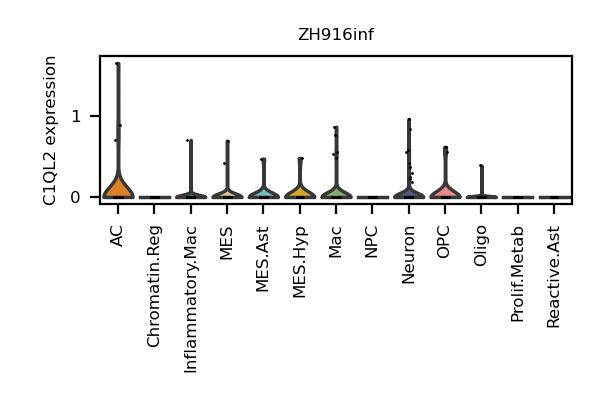 ZH916inf
C1QL2 expression
1
0
AC
Chromatin.Reg
Inflammatory.Mac
MES
MES.Ast
MES.Hyp
Mac
NPC
Neuron
OPC
Oligo
Prolif.Metab
Reactive.Ast